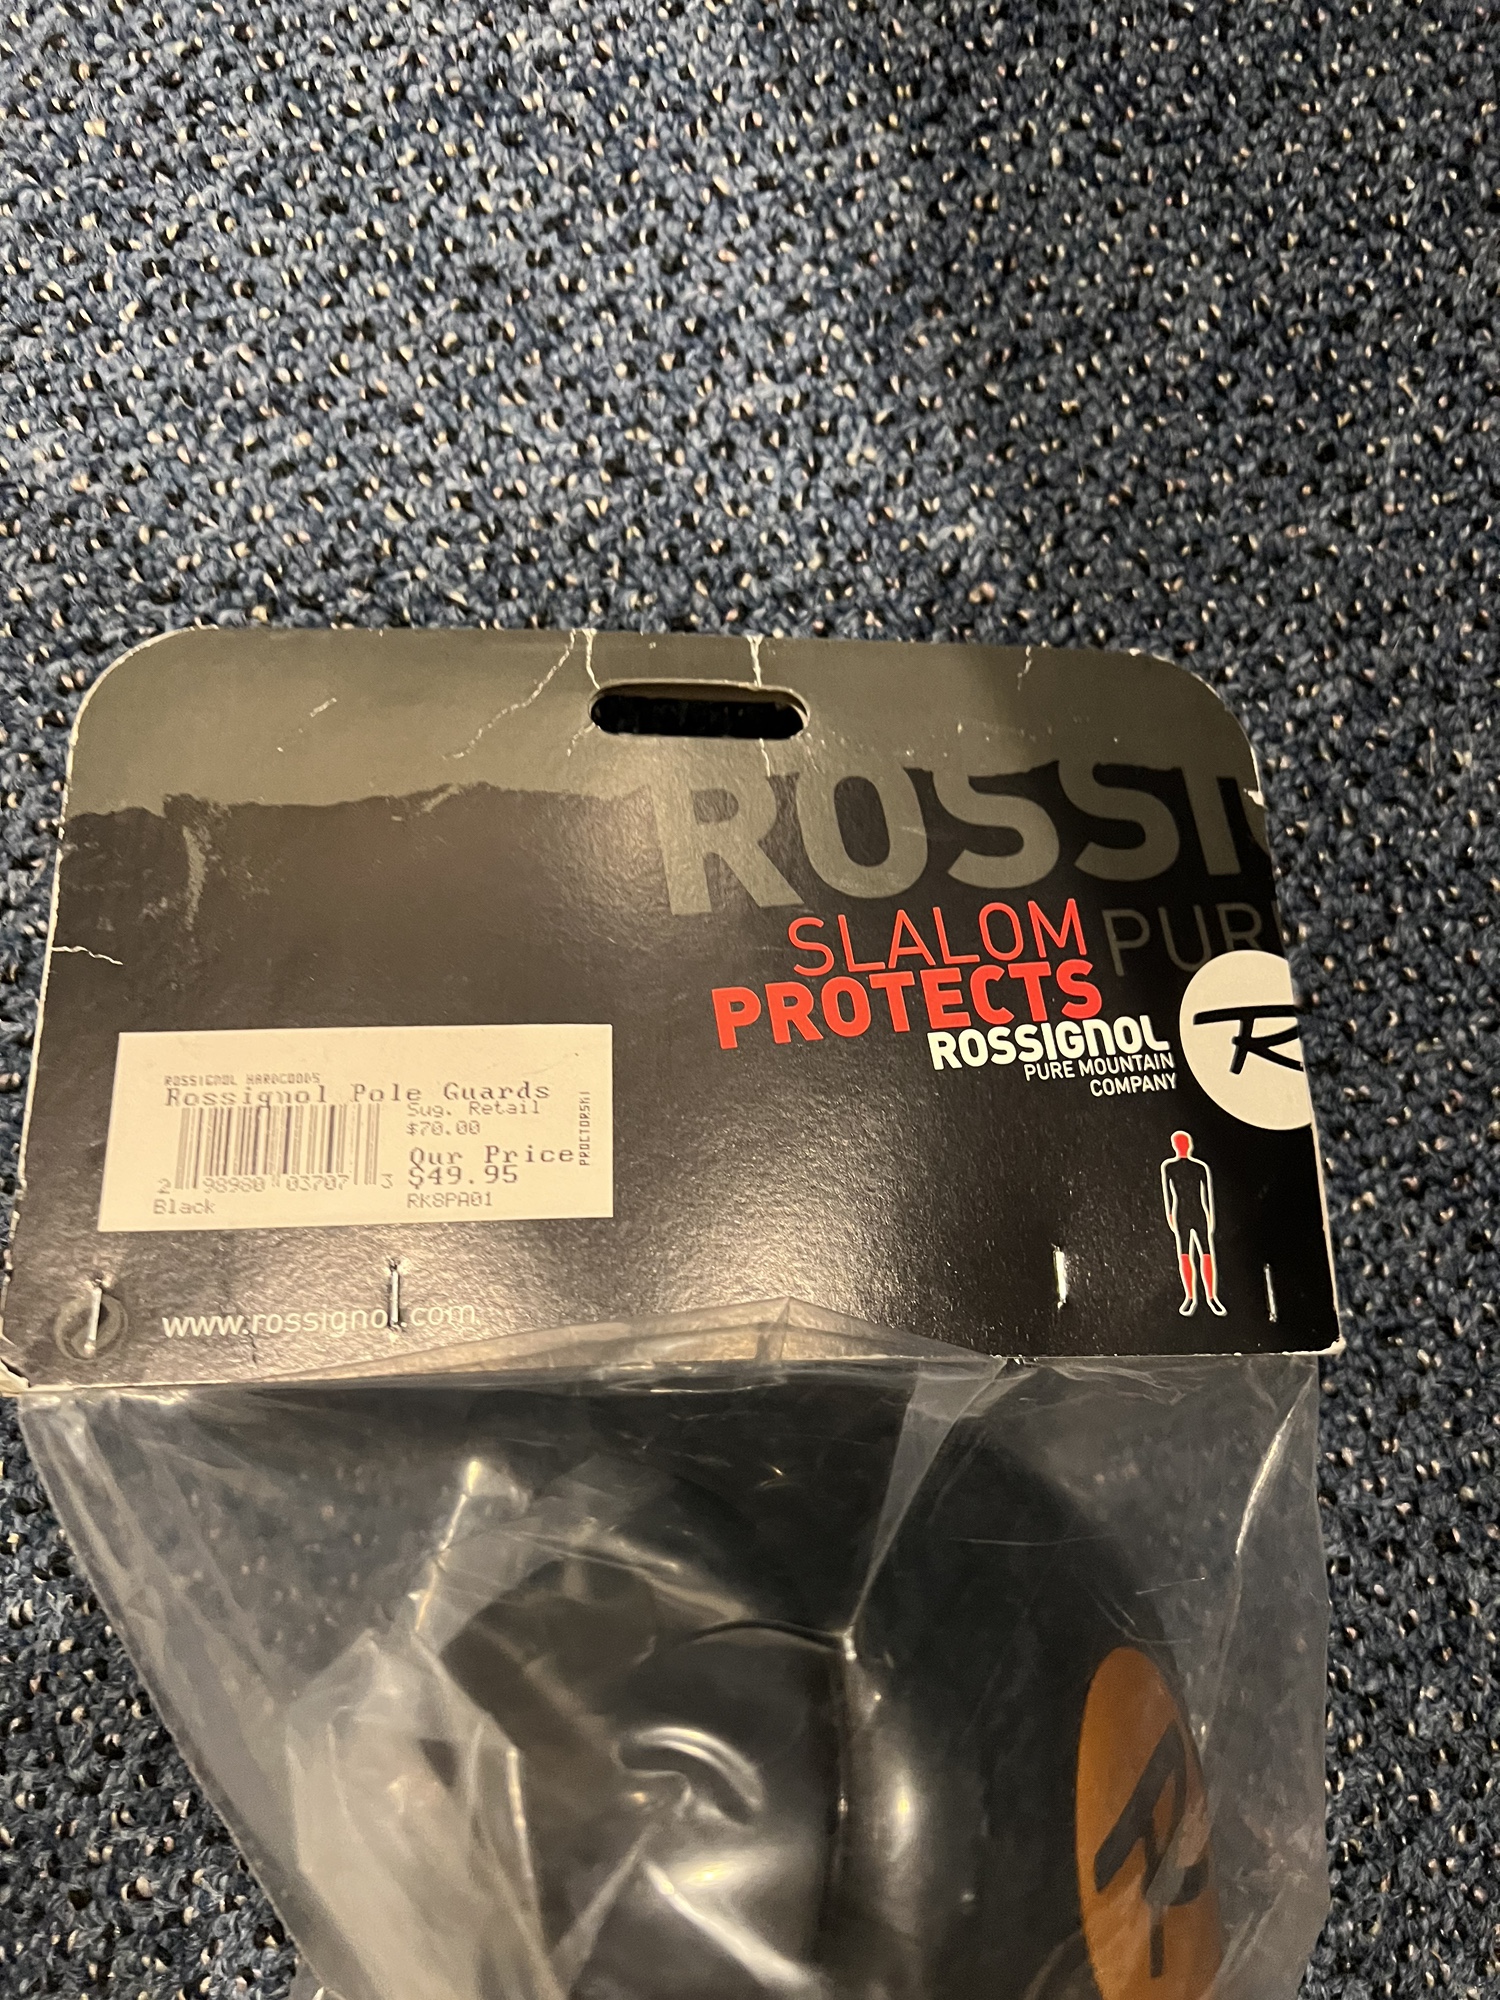 ROSSI
PUR
SLALOM
PROTECTS
ROSSIGNOL
PURE MOUNTAIN
COMPANY
R
ROSSIGNOL HARDGOODS
Rossignol Pole Guards
Sug. Retail
$70.00
Our Price
$49.95
PROCTORSKI
2 98980 03707 3
Black
RK8PA01
www.rossignol.com
R